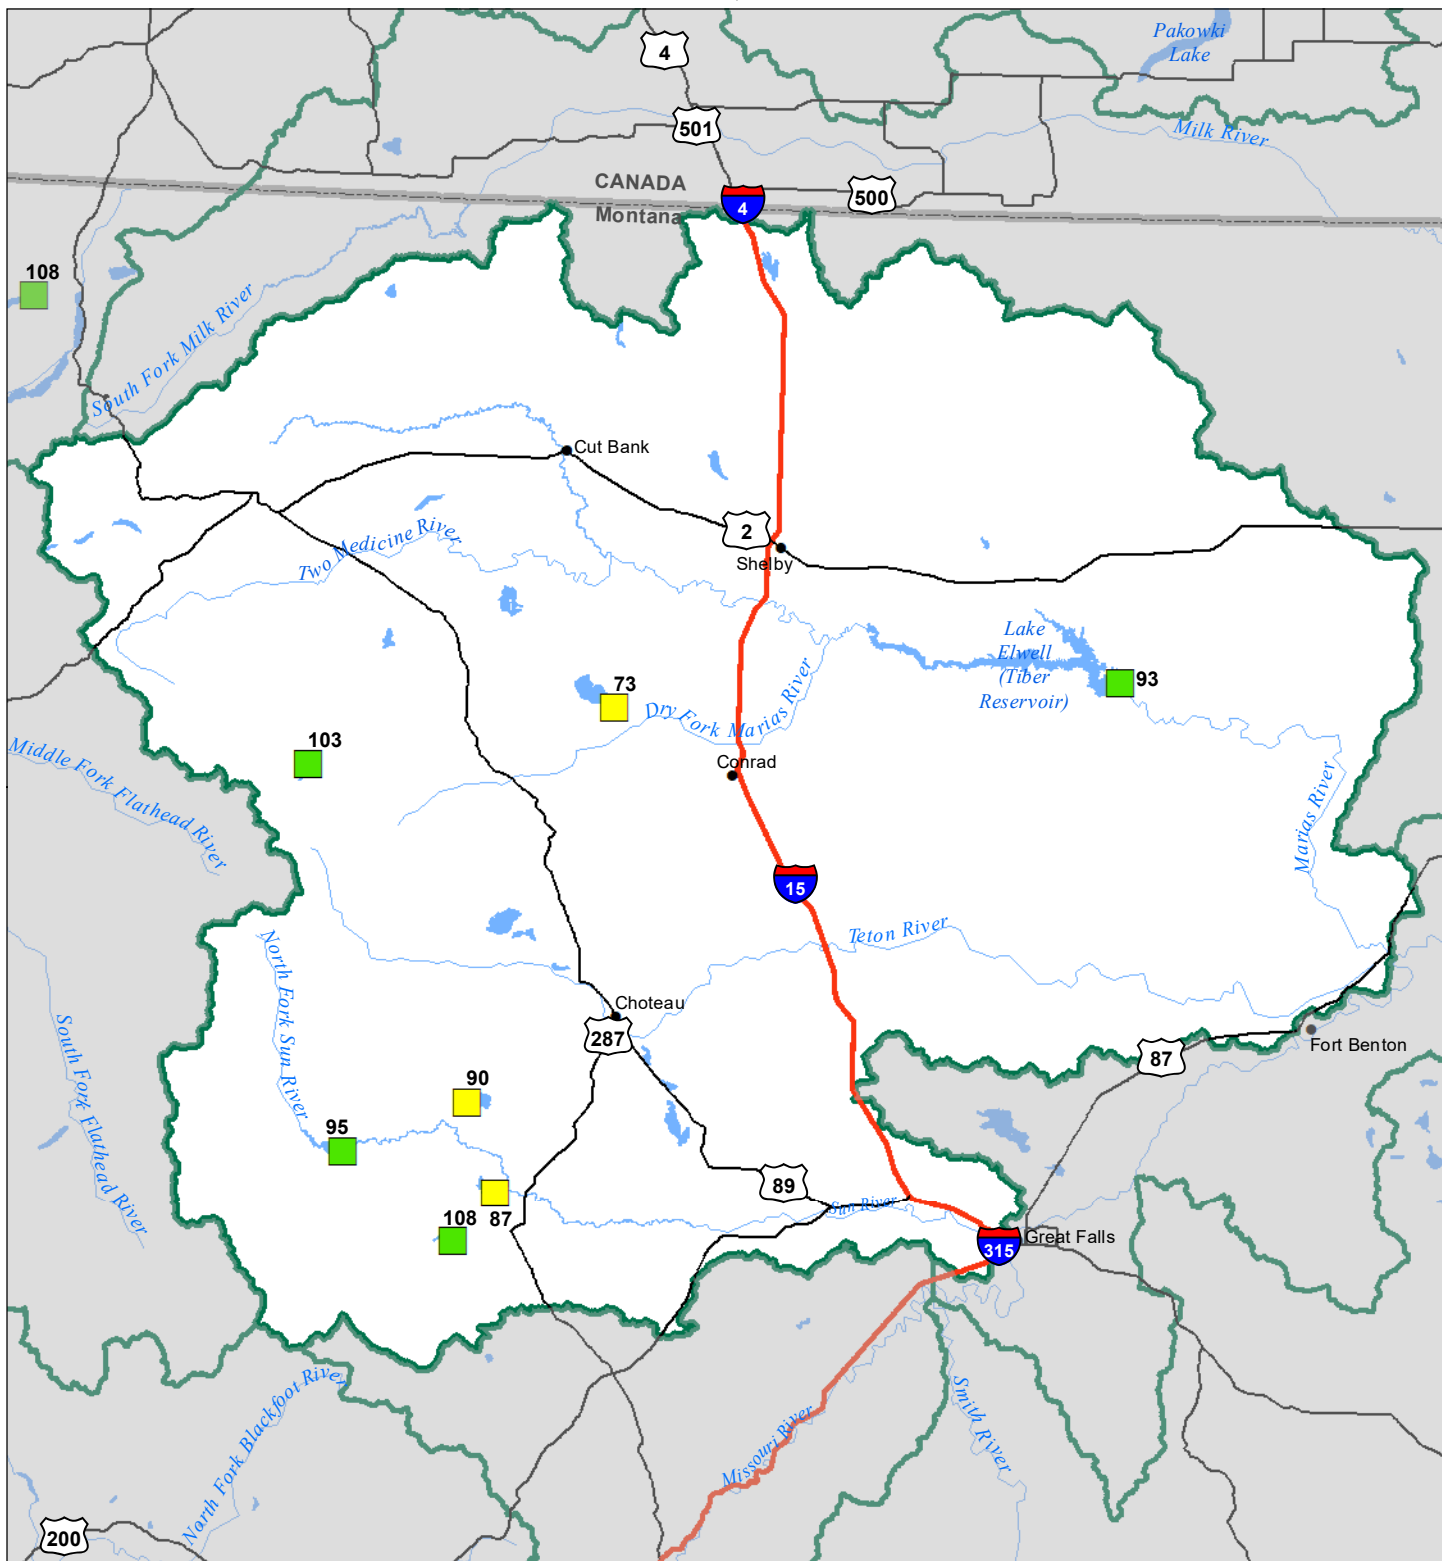 Pakowki
Lake
4
501
Milk River
CANADA
500
4
Montana
108
South Fork Milk River
Cut Bank
2
Two Medicine River
Shelby
Lake
Elwell
(Tiber
Reservoir)
93
73
Dry Fork Marias River
103
Middle Fork Flathead River
Conrad
Marias River
15
Teton River
North Fork Sun River
Choteau
287
South Fork Flathead River
Fort Benton
87
90
95
89
87
Sun River
108
Great Falls
315
North Fork Blackfoot River
Smith River
Missouri River
200